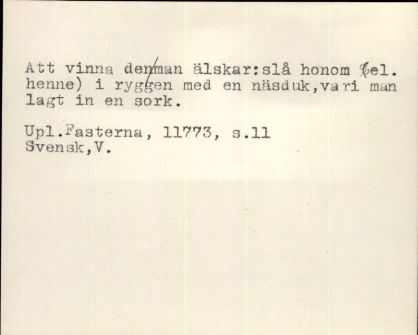 Att vinna den/man älskar:slå honom (el.
henne) i ryggen med en näsduk,vari man
lagt in en sork.
Upl.Fasterna, 11773, s.11
Svensk,V.